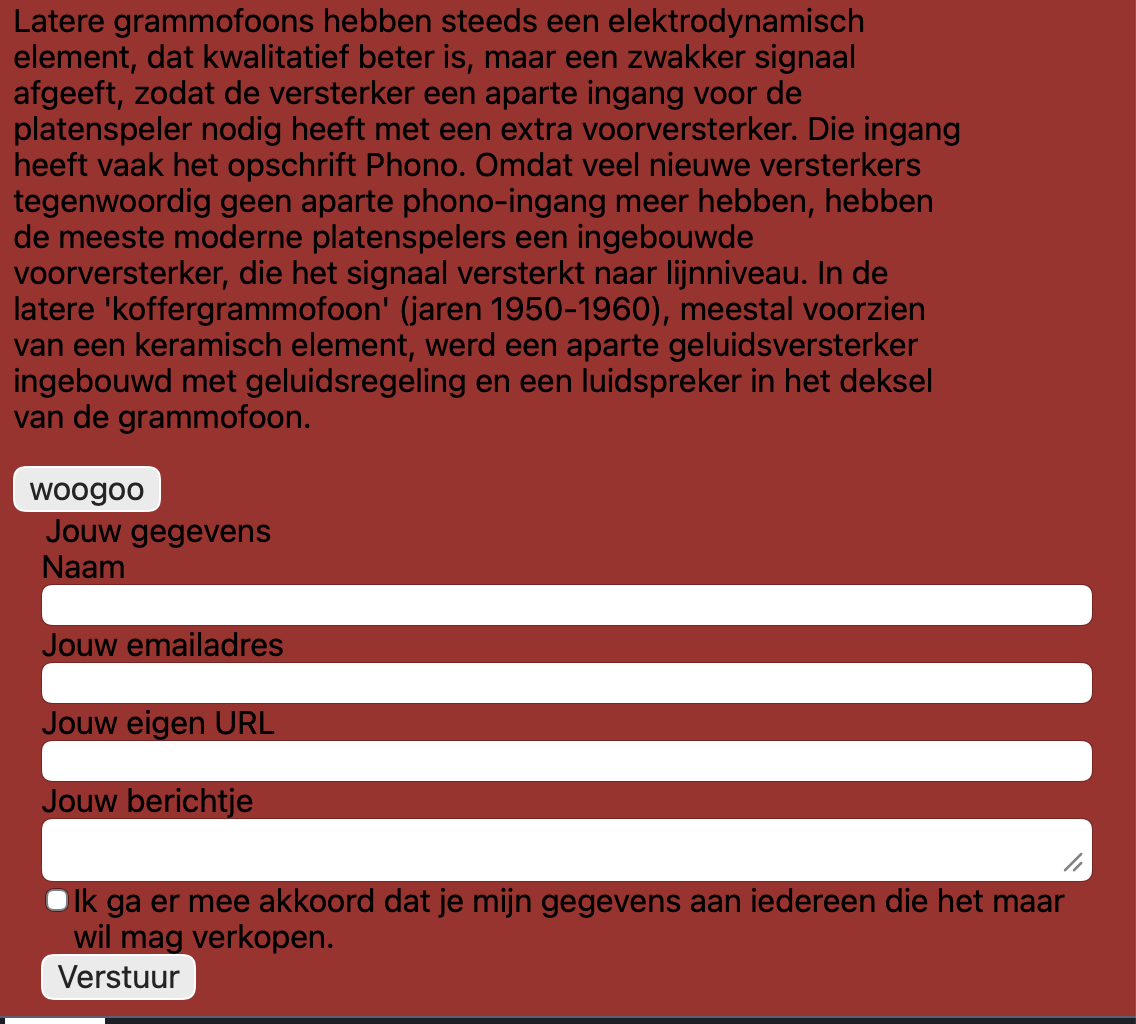 Latere grammofoons hebben steeds een elektrodynamisch
element, dat kwalitatief beter is, maar een zwakker signaal
afgeeft, zodat de versterker een aparte ingang voor de
platenspeler nodig heeft met een extra voorversterker. Die ingang
heeft vaak het opschrift Phono. Omdat veel nieuwe versterkers
tegenwoordig geen aparte phono-ingang meer hebben, hebben
de meeste moderne platenspelers een ingebouwde
voorversterker, die het signaal versterkt naar lijnniveau. In de
latere 'koffergrammofoon' (jaren 1950-1960), meestal voorzien
van een keramisch element, werd een aparte geluidsversterker
ingebouwd met geluidsregeling en een luidspreker in het deksel
van de grammofoon.
woogoo
Jouw gegevens
Naam
Jouw emailadres
Jouw eigen URL
Jouw berichtje
Ik ga er mee akkoord dat je mijn gegevens aan iedereen die het maar
wil mag verkopen.
Verstuur